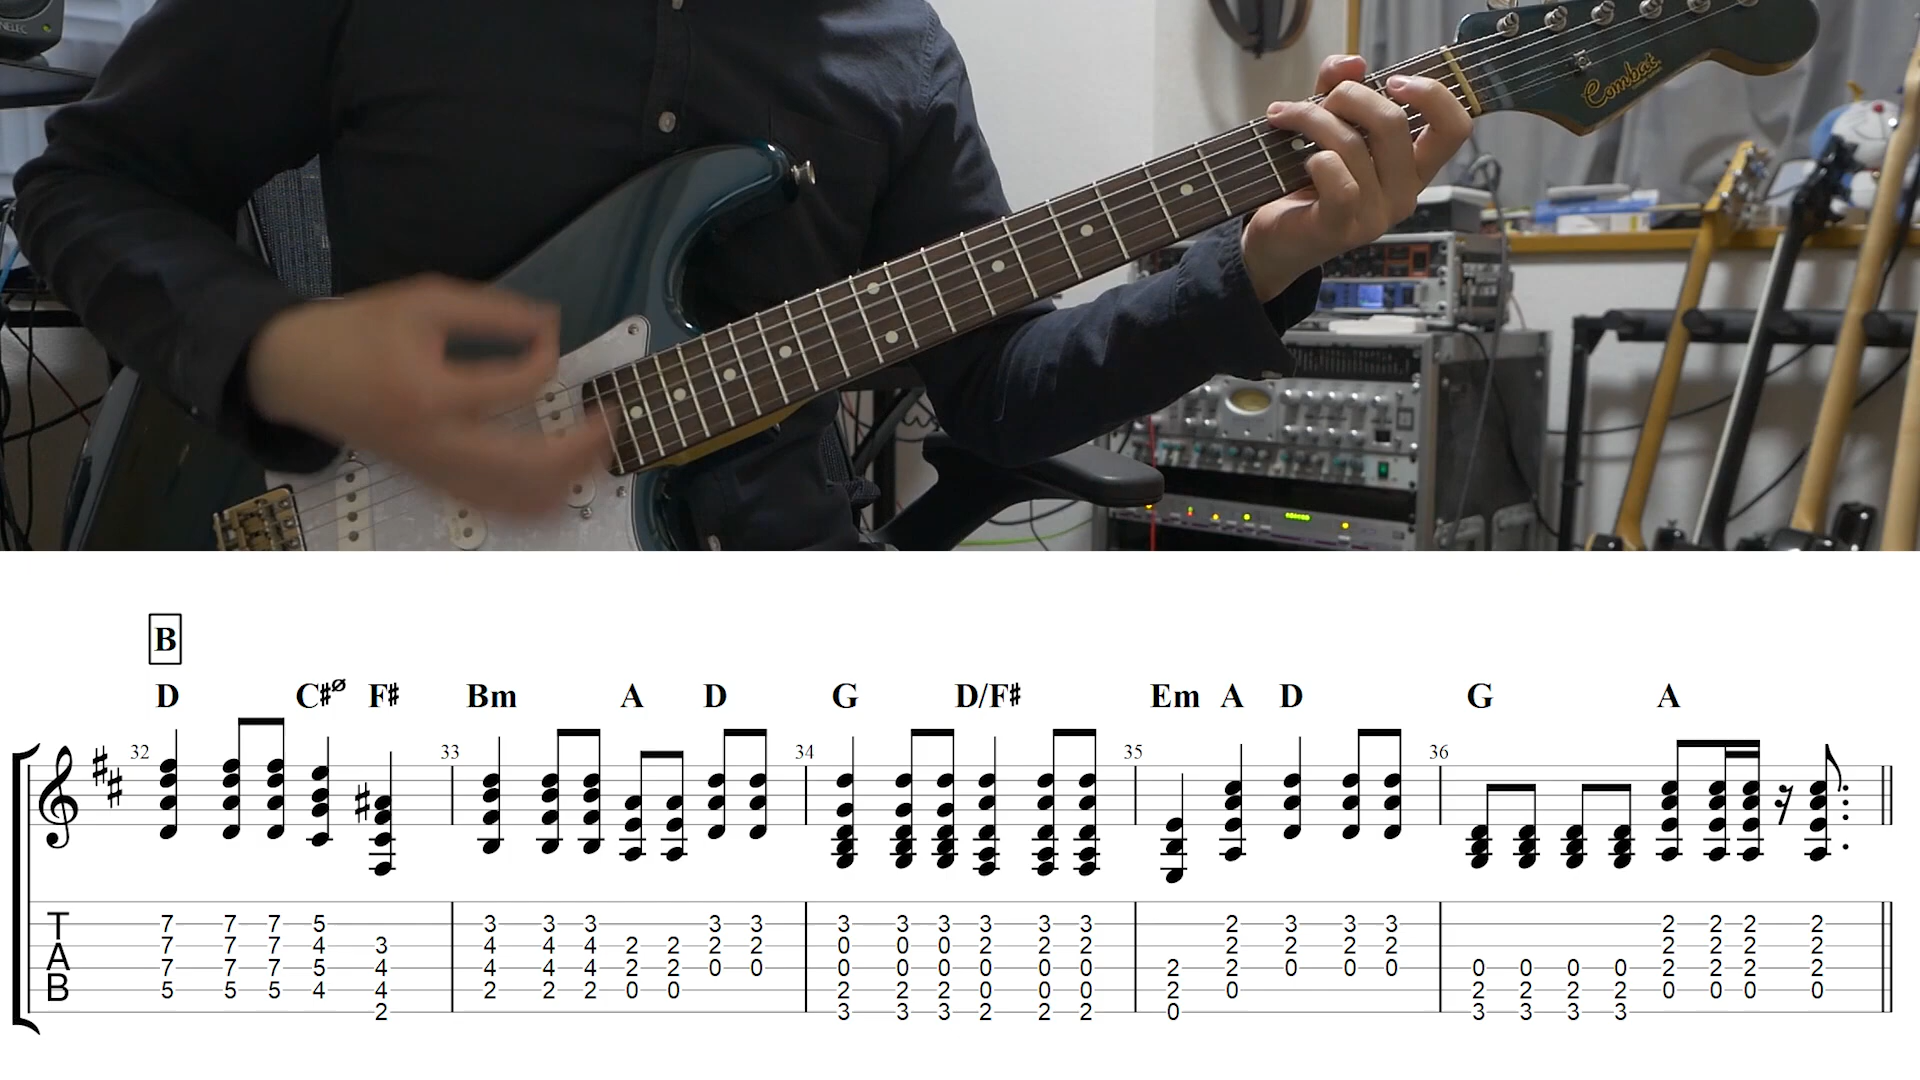 Combat
B
D C#ø F# Bm A D G D/F# Em A D G A
32 33 34 35 36
T 7 7 7 5 3 3 3 3 3 3 3 3 3 3 3 2 3 3 3 2 2 2 2
7 7 7 4 3 4 4 4 2 2 2 2 0 0 0 2 2 2 2 2 2 2 2 2 2 2
A 7 7 7 5 4 4 4 4 2 2 0 0 0 0 0 0 0 0 2 2 0 0 0 0 0 0 0 2 2 2 2
B 5 5 5 4 4 2 2 2 0 0 2 2 2 0 0 0 2 0 2 2 2 2 0 0 0 0
2 3 3 3 2 2 2 0 3 3 3 3